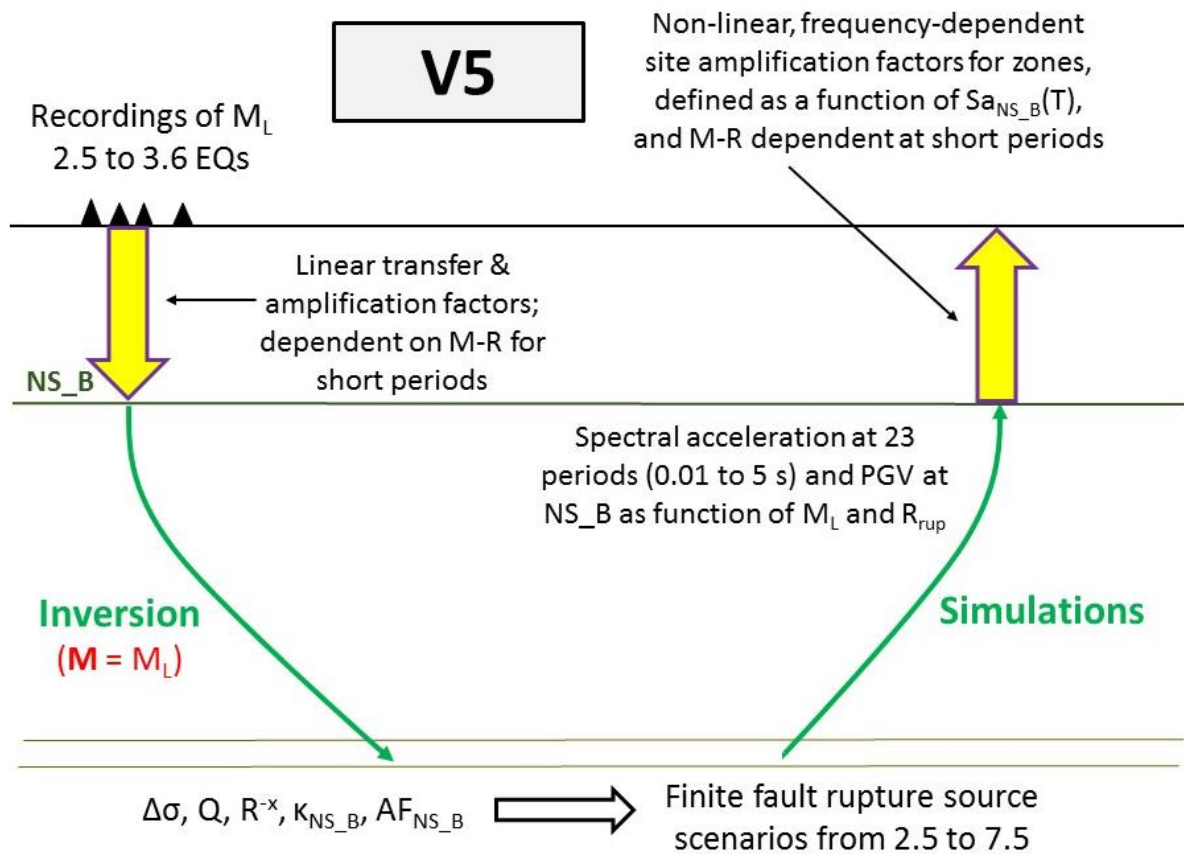 V5
Recordings of M_L
2.5 to 3.6 EQs
Non-linear, frequency-dependent
site amplification factors for zones,
defined as a function of Sa_NS_B(T),
and M-R dependent at short periods
Linear transfer &
amplification factors;
dependent on M-R for
short periods
NS_B
Spectral acceleration at 23
periods (0.01 to 5 s) and PGV at
NS_B as function of M_L and R_rup
Inversion
(M = M_L)
Simulations
Δσ, Q, R^-x, κ_NS_B, AF_NS_B
Finite fault rupture source
scenarios from 2.5 to 7.5